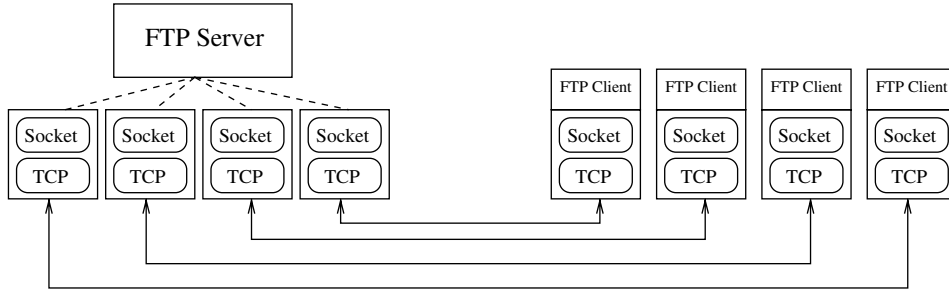 FTP Server
FTP Client FTP Client FTP Client FTP Client
Socket Socket Socket Socket Socket Socket Socket Socket
TCP TCP TCP TCP TCP TCP TCP TCP